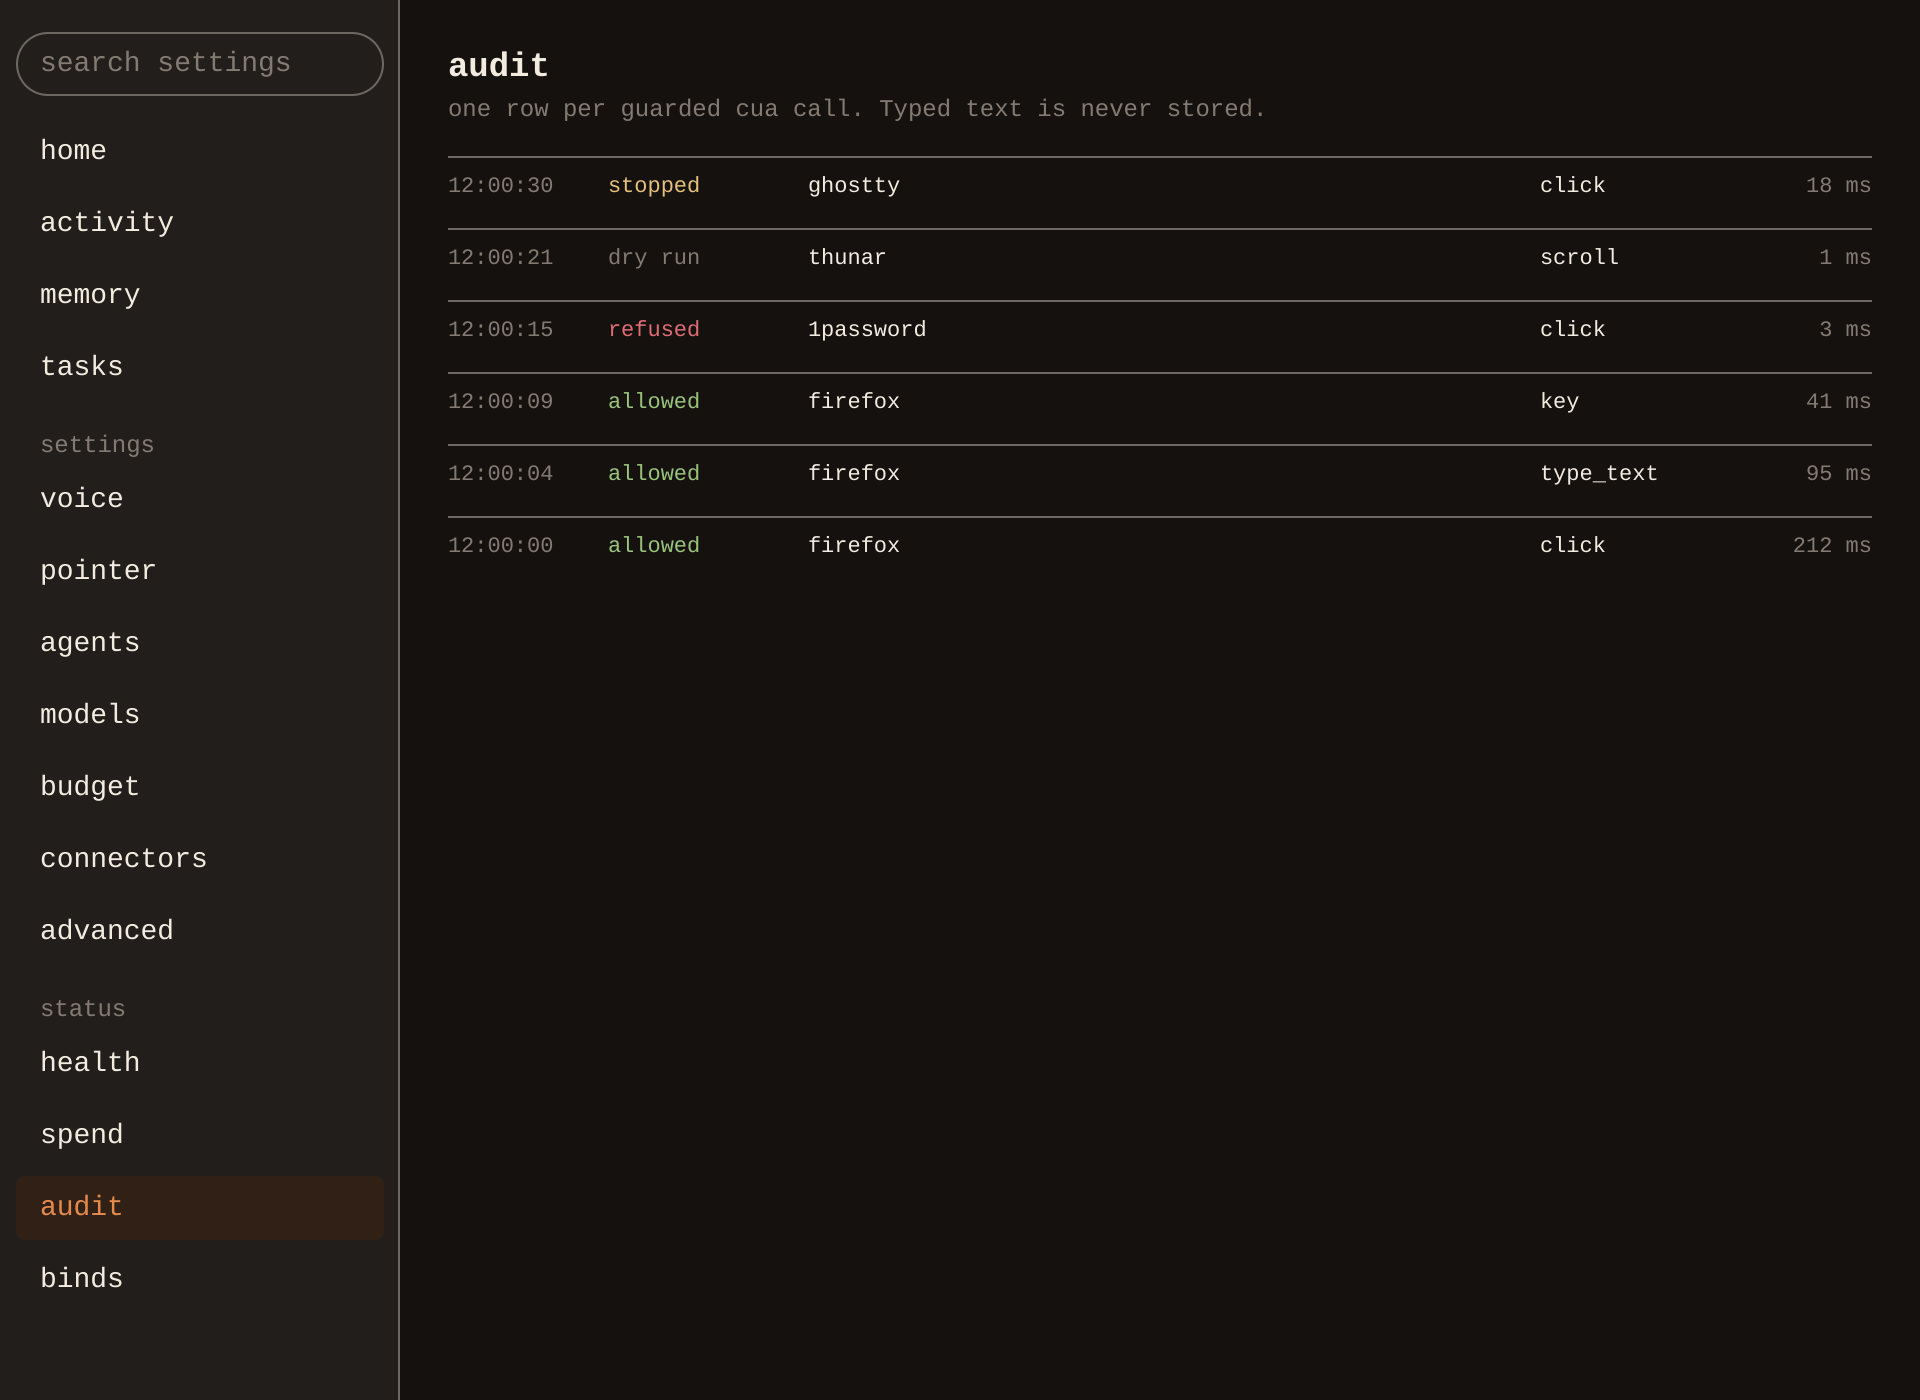 search settings
home
activity
memory
tasks
settings
voice
pointer
agents
models
budget
connectors
advanced
status
health
spend
audit
binds
audit
one row per guarded cua call. Typed text is never stored.
12:00:30 stopped ghostty click 18 ms
12:00:21 dry run thunar scroll 1 ms
12:00:15 refused 1password click 3 ms
12:00:09 allowed firefox key 41 ms
12:00:04 allowed firefox type_text 95 ms
12:00:00 allowed firefox click 212 ms